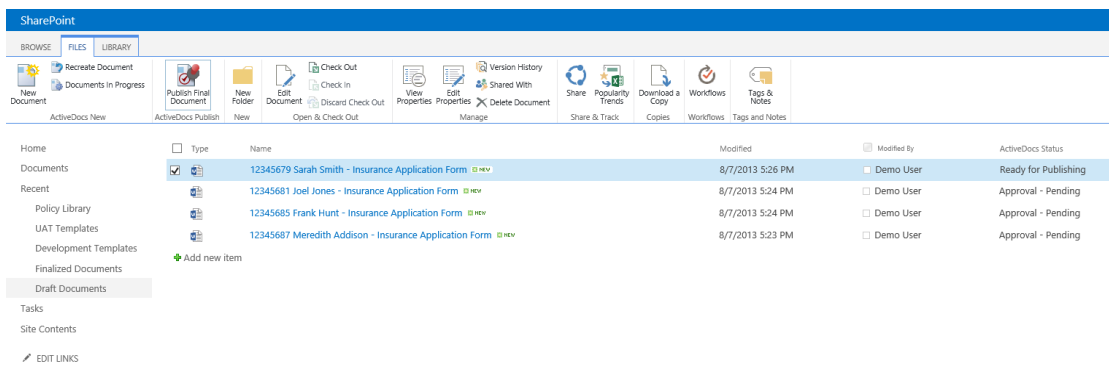 SharePoint
BROWSE FILES LIBRARY
New Document
Recreate Document
Documents in Progress
ActiveDocs New
Publish Final Document
ActiveDocs Publish
New Folder
New
Edit Document
Check Out
Check In
Discard Check Out
Open & Check Out
View Properties
Edit Properties
Version History
Shared With
Delete Document
Manage
Share
Popularity Trends
Share & Track
Download a Copy
Copies
Workflows
Workflows
Tags & Notes
Tags and Notes
Home
Documents
Recent
Policy Library
UAT Templates
Development Templates
Finalized Documents
Draft Documents
Tasks
Site Contents
EDIT LINKS
Type Name Modified Modified By ActiveDocs Status
12345679 Sarah Smith - Insurance Application Form NEW 8/7/2013 5:26 PM Demo User Ready for Publishing
12345681 Joel Jones - Insurance Application Form NEW 8/7/2013 5:24 PM Demo User Approval - Pending
12345685 Frank Hunt - Insurance Application Form NEW 8/7/2013 5:24 PM Demo User Approval - Pending
12345687 Meredith Addison - Insurance Application Form NEW 8/7/2013 5:23 PM Demo User Approval - Pending
Add new item